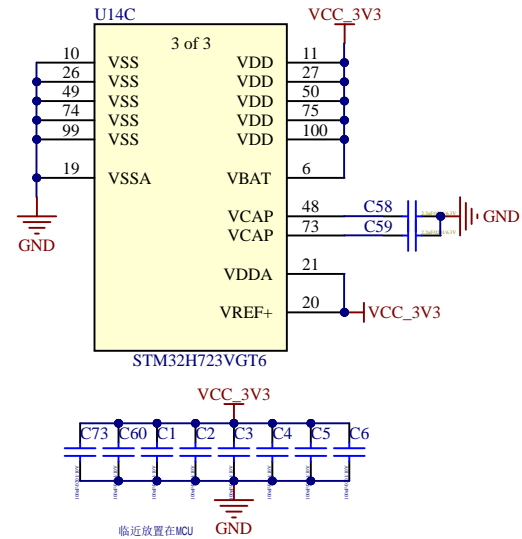 U14C
VCC_3V3
3 of 3
10 VSS VDD 11
26 VSS VDD 27
49 VSS VDD 50
74 VSS VDD 75
99 VSS VDD 100
19 VSSA VBAT 6
VCAP 48 C58
GND
VCAP 73 C59
GND
VDDA 21
VREF+ 20 VCC_3V3
STM32H723VGT6
VCC_3V3
C73 C60 C1 C2 C3 C4 C5 C6
临近放置在MCU
GND